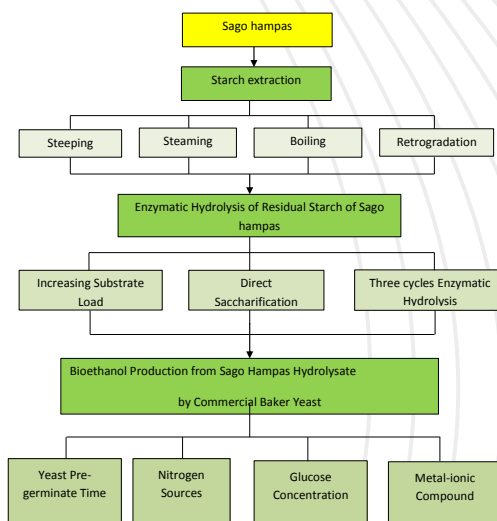 Sago hampas
Starch extraction
Steeping
Steaming
Boiling
Retrogradation
Enzymatic Hydrolysis of Residual Starch of Sago
hampas
Increasing Substrate
Load
Direct
Saccharification
Three cycles Enzymatic
Hydrolysis
Bioethanol Production from Sago Hampas Hydrolysate
by Commercial Baker Yeast
Yeast Pre-
germinate Time
Nitrogen
Sources
Glucose
Concentration
Metal-ionic
Compound